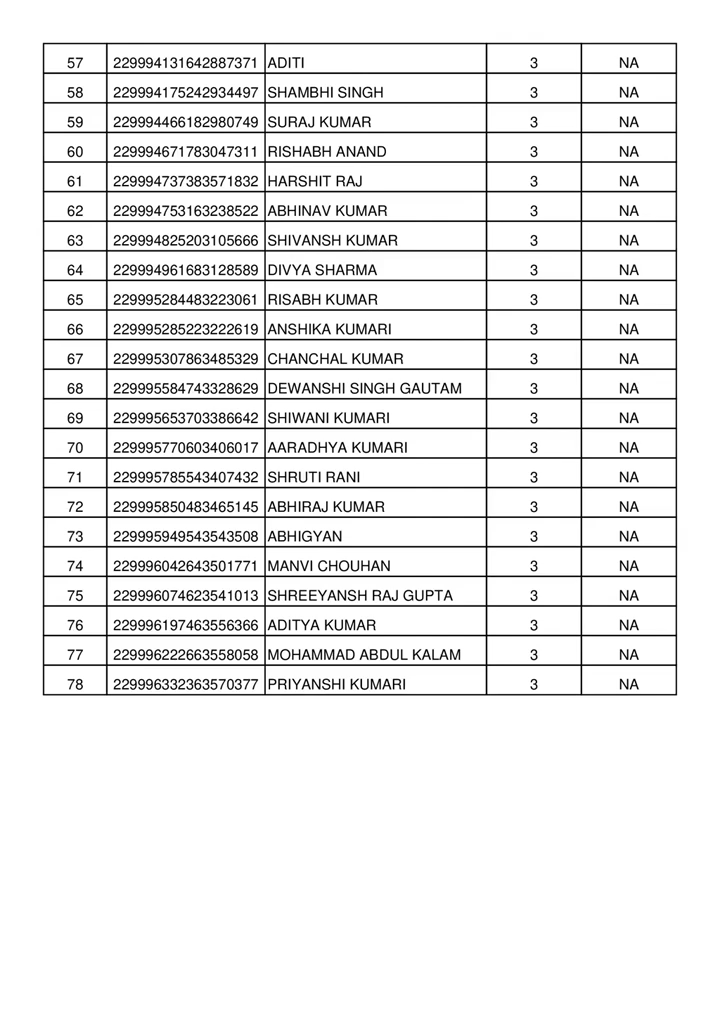 57 229994131642887371 ADITI 3 NA
58 229994175242934497 SHAMBHI SINGH 3 NA
59 229994466182980749 SURAJ KUMAR 3 NA
60 229994671783047311 RISHABH ANAND 3 NA
61 229994737383571832 HARSHIT RAJ 3 NA
62 229994753163238522 ABHINAV KUMAR 3 NA
63 229994825203105666 SHIVANSH KUMAR 3 NA
64 229994961683128589 DIVYA SHARMA 3 NA
65 229995284483223061 RISABH KUMAR 3 NA
66 229995285223222619 ANSHIKA KUMARI 3 NA
67 229995307863485329 CHANCHAL KUMAR 3 NA
68 229995584743328629 DEWANSHI SINGH GAUTAM 3 NA
69 229995653703386642 SHIWANI KUMARI 3 NA
70 229995770603406017 AARADHYA KUMARI 3 NA
71 229995785543407432 SHRUTI RANI 3 NA
72 229995850483465145 ABHIRAJ KUMAR 3 NA
73 229995949543543508 ABHIGYAN 3 NA
74 229996042643501771 MANVI CHOUHAN 3 NA
75 229996074623541013 SHREEYANSH RAJ GUPTA 3 NA
76 229996197463556366 ADITYA KUMAR 3 NA
77 229996222663558058 MOHAMMAD ABDUL KALAM 3 NA
78 229996332363570377 PRIYANSHI KUMARI 3 NA